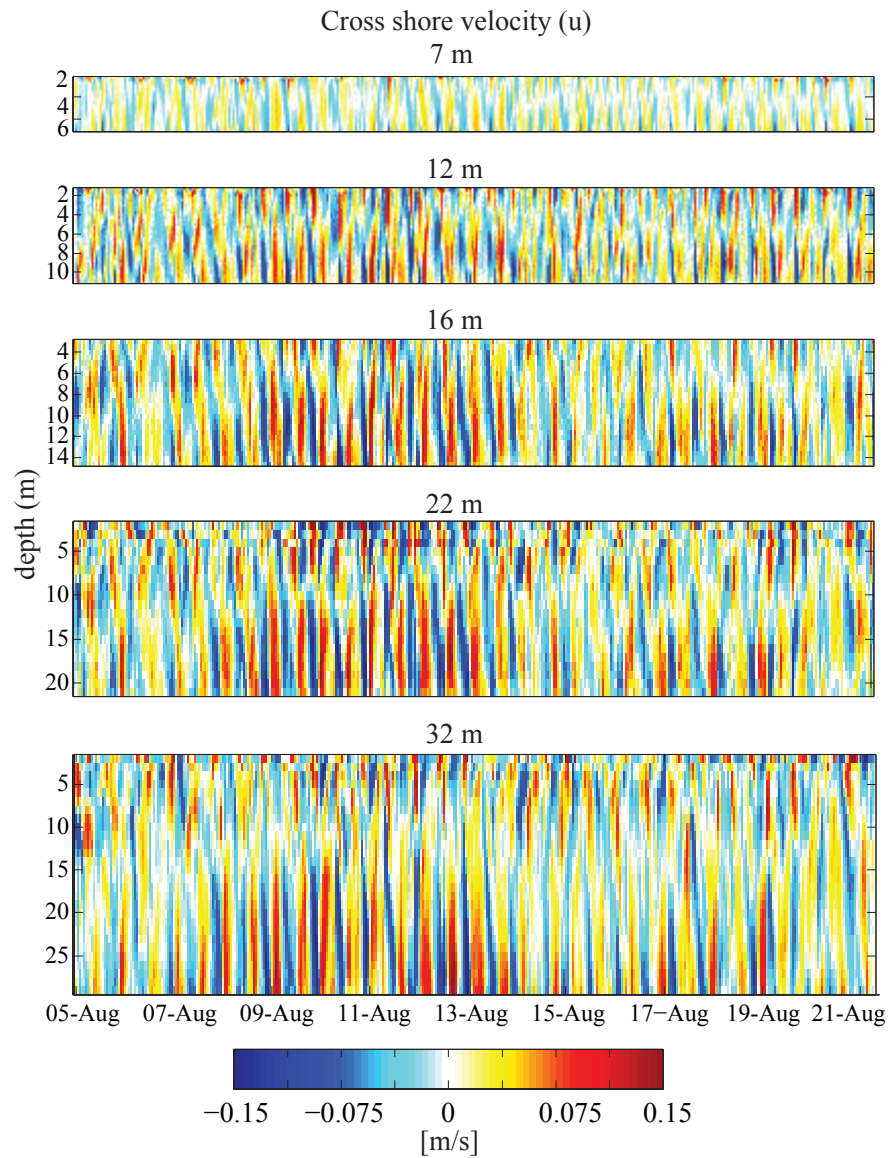 Cross shore velocity (u)
7 m
2
4
6
12 m
2
4
6
8
10
16 m
4
6
8
10
12
14
depth (m)
22 m
5
10
15
20
32 m
5
10
15
20
25
05-Aug 07-Aug 09-Aug 11-Aug 13-Aug 15-Aug 17−Aug 19-Aug 21-Aug
−0.15 −0.075 0 0.075 0.15
[m/s]